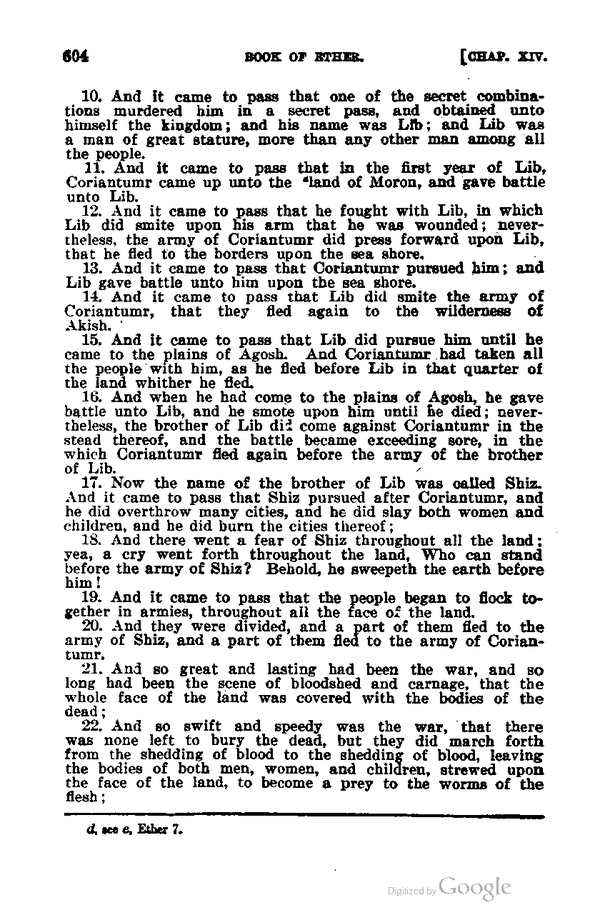 604 BOOK OF ETHER. [CHAP. XIV.
10. And it came to pass that one of the secret combina-
tions murdered him in a secret pass, and obtained unto
himself the kingdom; and his name was Lib; and Lib was
a man of great stature, more than any other man among all
the people.
11. And it came to pass that in the first year of Lib,
Coriantumr came up unto the dland of Moron, and gave battle
unto Lib.
12. And it came to pass that he fought with Lib, in which
Lib did smite upon his arm that he was wounded; never-
theless, the army of Coriantumr did press forward upon Lib,
that he fled to the borders upon the sea shore.
13. And it came to pass that Coriantumr pursued him; and
Lib gave battle unto him upon the sea shore.
14. And it came to pass that Lib did smite the army of
Coriantumr, that they fled again to the wilderness of
Akish.
15. And it came to pass that Lib did pursue him until he
came to the plains of Agosh. And Coriantumr had taken all
the people with him, as he fled before Lib in that quarter of
the land whither he fled.
16. And when he had come to the plains of Agosh, he gave
battle unto Lib, and he smote upon him until he died; never-
theless, the brother of Lib did come against Coriantumr in the
stead thereof, and the battle became exceeding sore, in the
which Coriantumr fled again before the army of the brother
of Lib.
17. Now the name of the brother of Lib was called Shiz.
And it came to pass that Shiz pursued after Coriantumr, and
he did overthrow many cities, and he did slay both women and
children, and he did burn the cities thereof;
18. And there went a fear of Shiz throughout all the land;
yea, a cry went forth throughout the land, Who can stand
before the army of Shiz? Behold, he sweepeth the earth before
him!
19. And it came to pass that the people began to flock to-
gether in armies, throughout all the face of the land.
20. And they were divided, and a part of them fled to the
army of Shiz, and a part of them fled to the army of Corian-
tumr.
21. And so great and lasting had been the war, and so
long had been the scene of bloodshed and carnage, that the
whole face of the land was covered with the bodies of the
dead;
22. And so swift and speedy was the war, that there
was none left to bury the dead, but they did march forth
from the shedding of blood to the shedding of blood, leaving
the bodies of both men, women, and children, strewed upon
the face of the land, to become a prey to the worms of the
flesh;
d, see e, Ether 7.
Digitized by Google